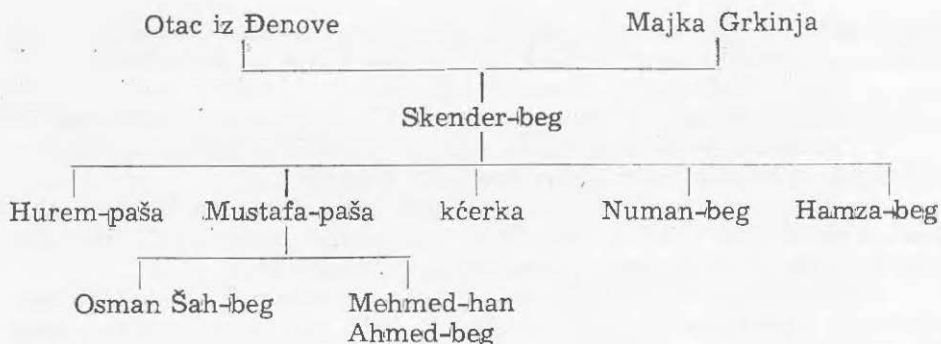 Otac iz Đenove Majka Grkinja
Skender-beg
Hurem-paša Mustafa-paša kćerka Numan-beg Hamza-beg
Osman Šah-beg Mehmed-han
Ahmed-beg